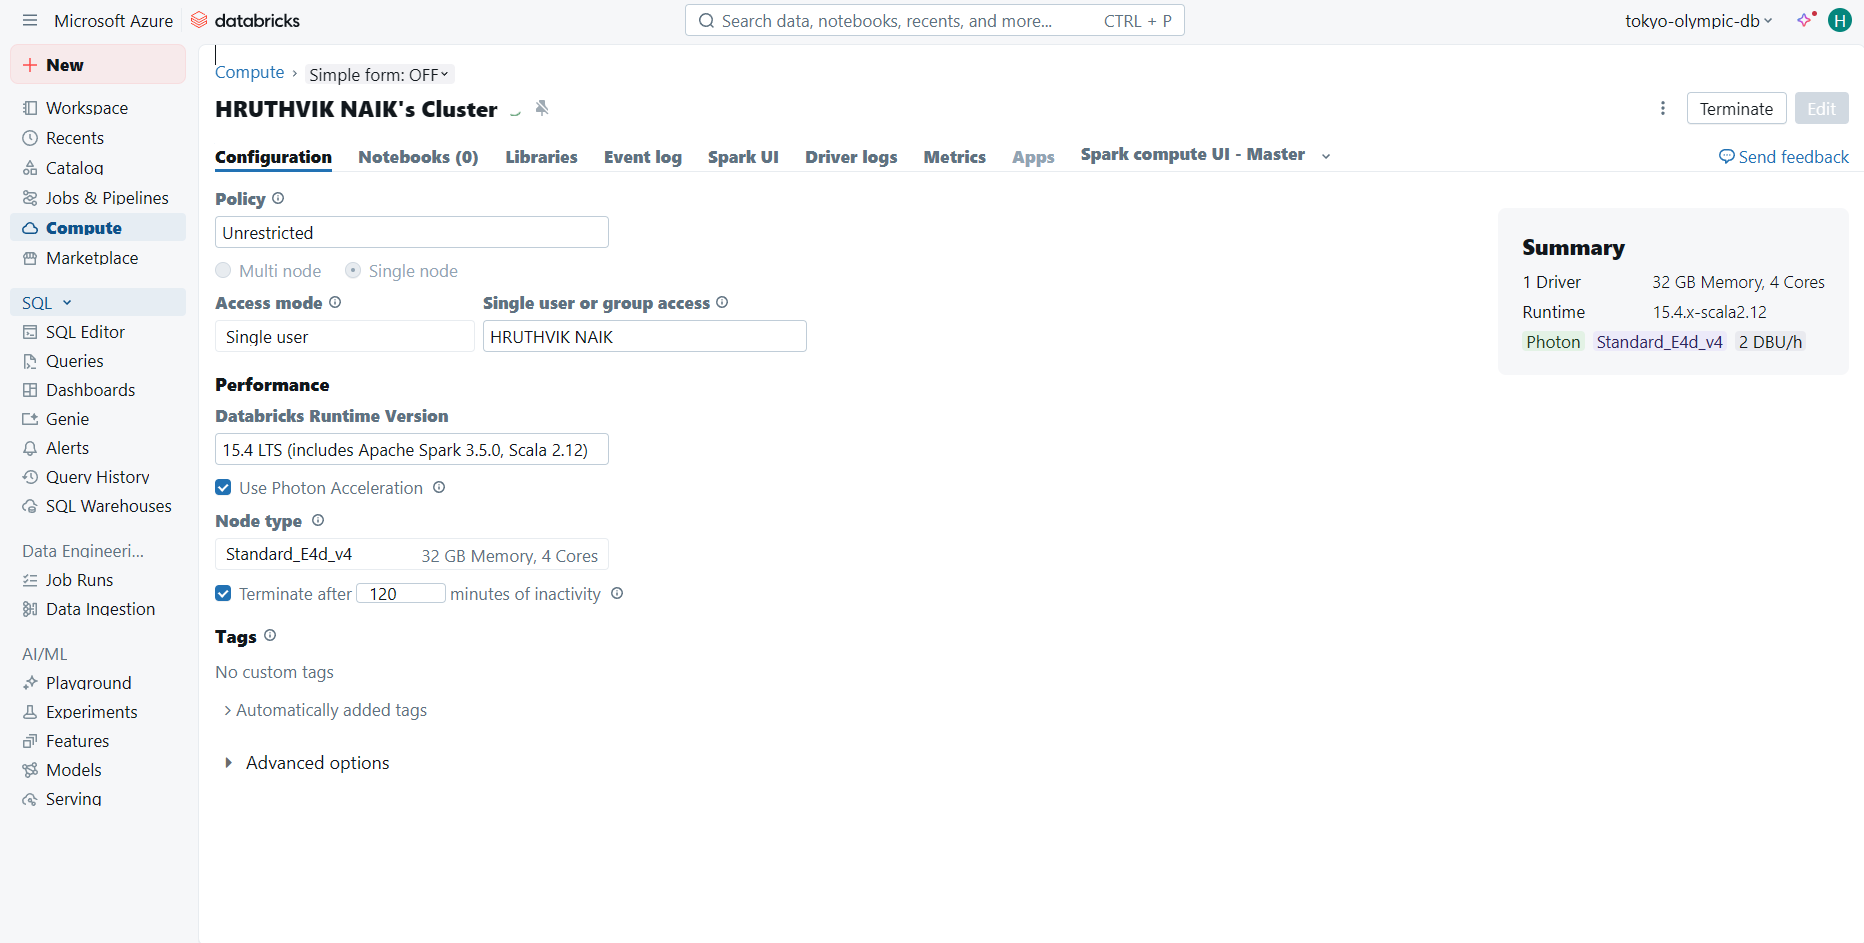 Microsoft Azure databricks
Search data, notebooks, recents, and more... CTRL + P
tokyo-olympic-db
H
New
Workspace
Recents
Catalog
Jobs & Pipelines
Compute
Marketplace
SQL
SQL Editor
Queries
Dashboards
Genie
Alerts
Query History
SQL Warehouses
Data Engineeri...
Job Runs
Data Ingestion
AI/ML
Playground
Experiments
Features
Models
Serving
Compute › Simple form: OFF
HRUTHVIK NAIK's Cluster
Terminate Edit
Configuration Notebooks (0) Libraries Event log Spark UI Driver logs Metrics Apps Spark compute UI - Master
Send feedback
Policy
Unrestricted
Multi node Single node
Access mode Single user or group access
Single user HRUTHVIK NAIK
Performance
Databricks Runtime Version
15.4 LTS (includes Apache Spark 3.5.0, Scala 2.12)
Use Photon Acceleration
Node type
Standard_E4d_v4 32 GB Memory, 4 Cores
Terminate after 120 minutes of inactivity
Tags
No custom tags
Automatically added tags
Advanced options
Summary
1 Driver 32 GB Memory, 4 Cores
Runtime 15.4.x-scala2.12
Photon Standard_E4d_v4 2 DBU/h